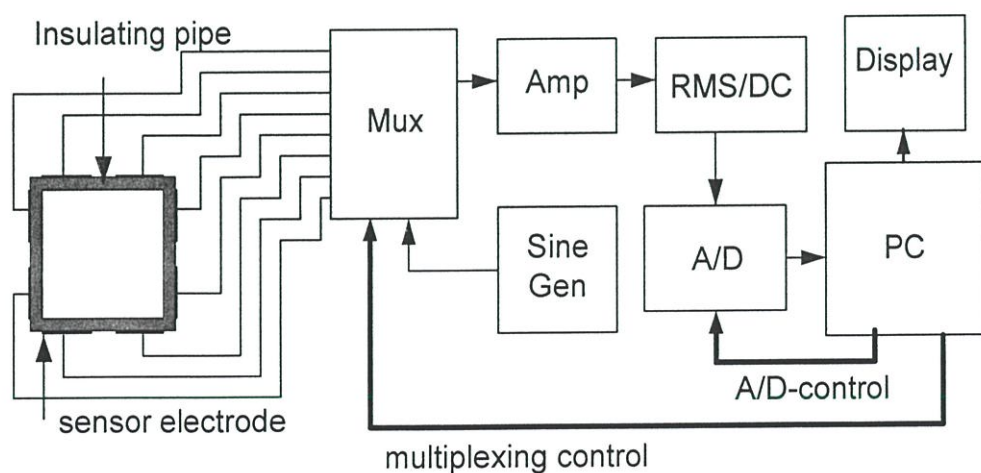 Insulating pipe
Mux
Amp
RMS/DC
Display
Sine
Gen
A/D
PC
A/D-control
sensor electrode
multiplexing control